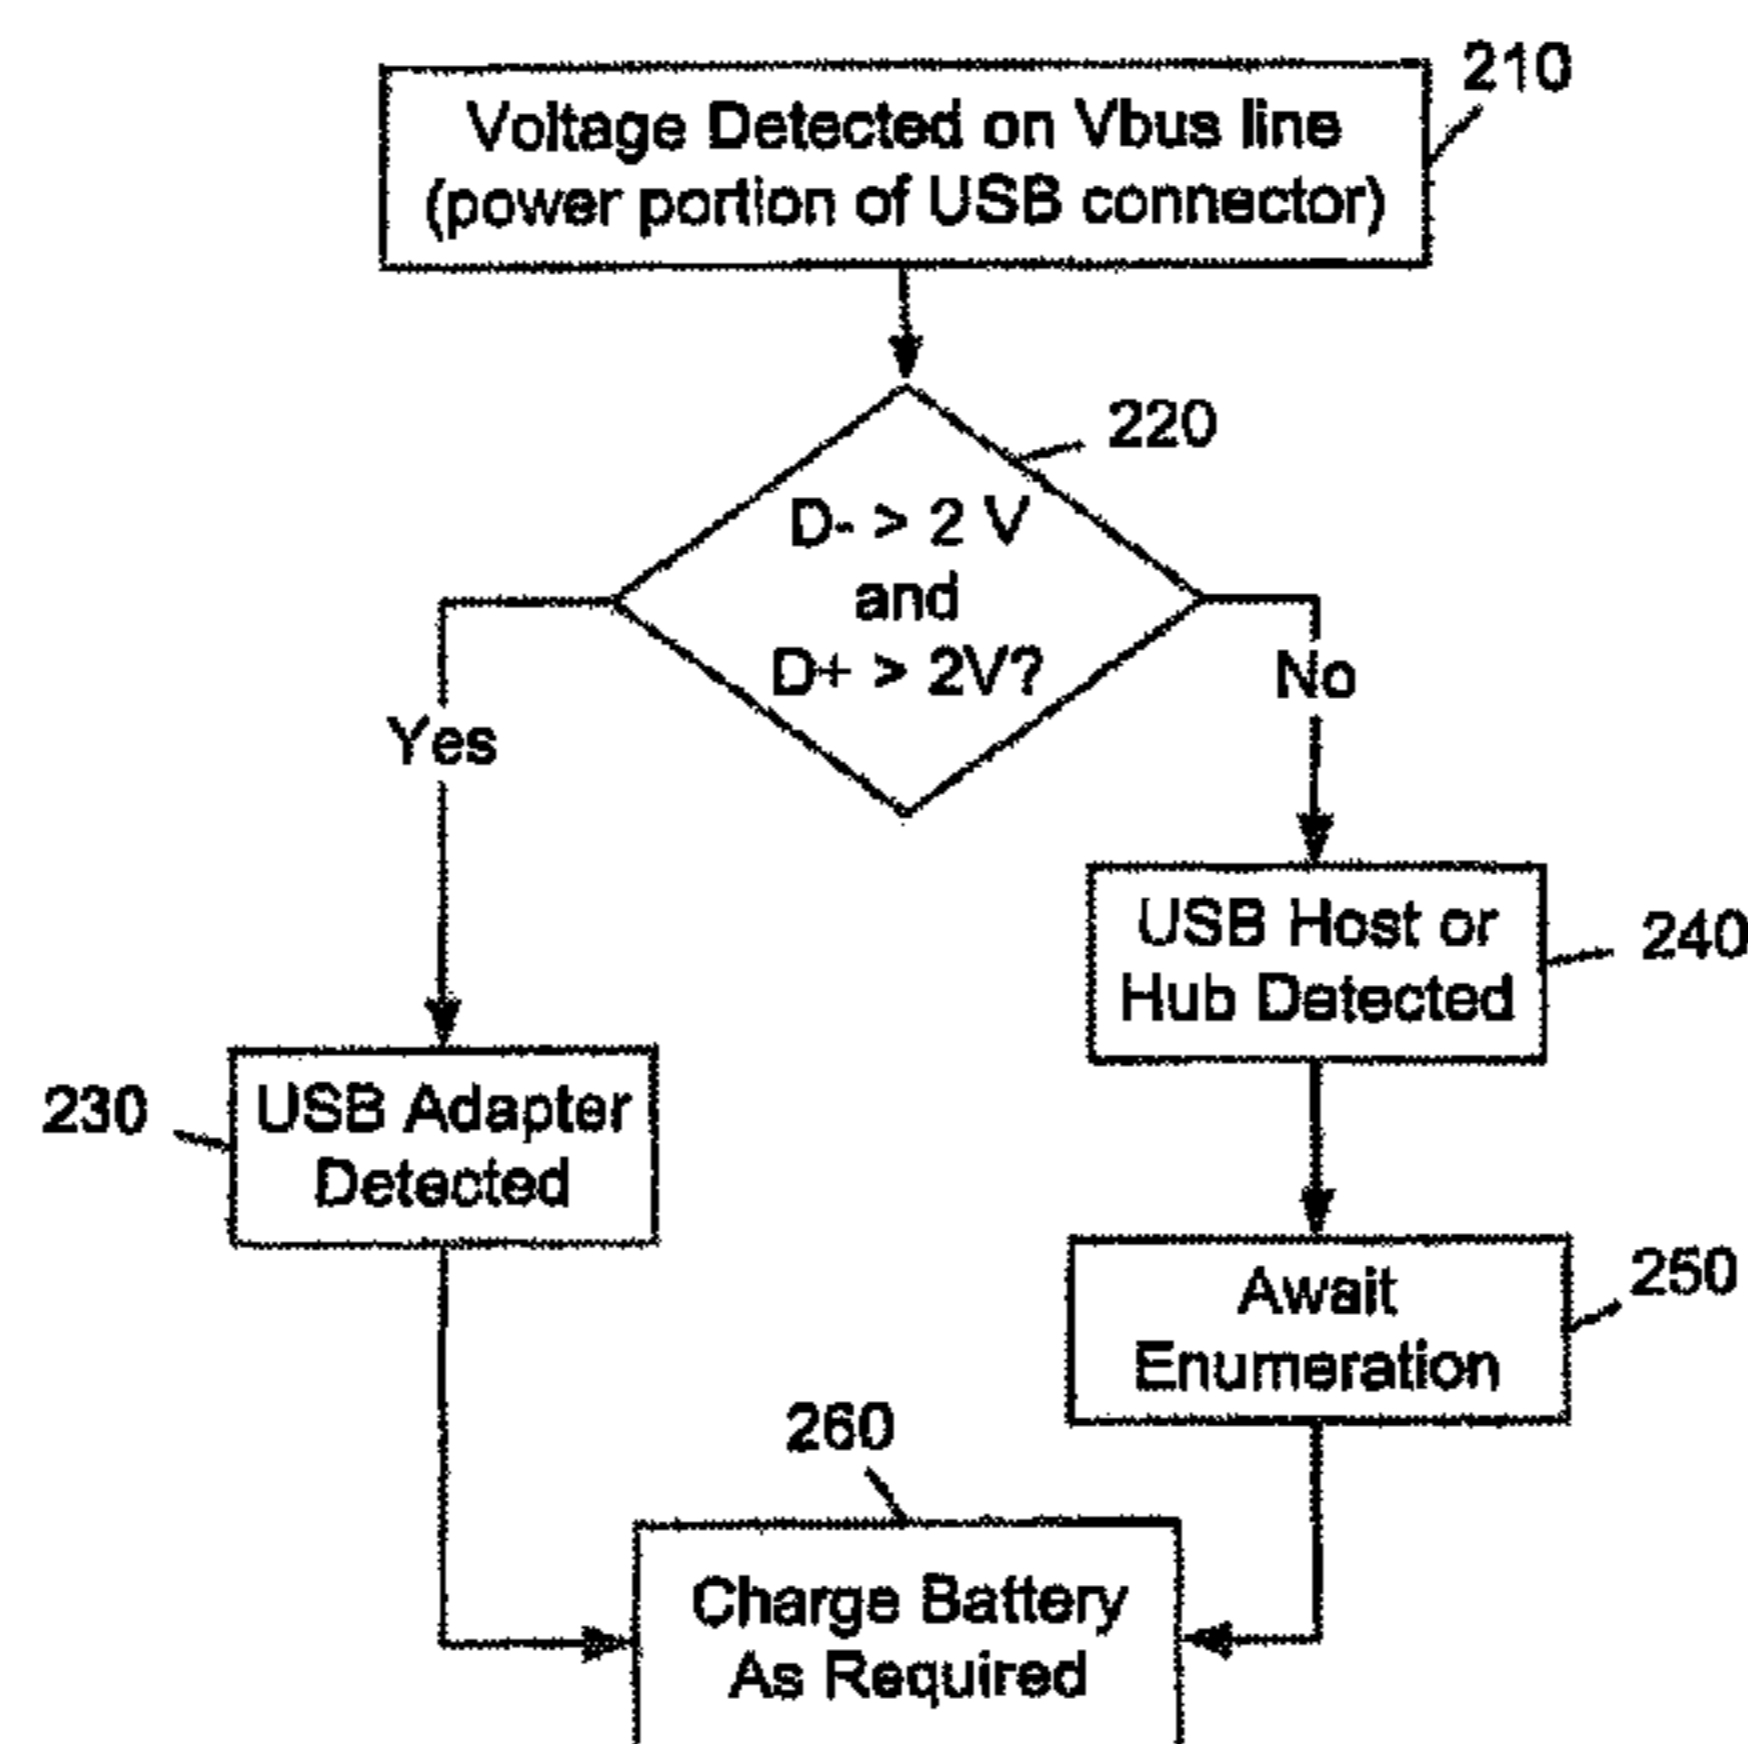 210
Voltage Detected on Vbus line
(power portion of USB connector)
220
D- > 2 V
and
D+ > 2V?
Yes
No
USB Host or
Hub Detected
240
230
USB Adapter
Detected
Await
Enumeration
250
260
Charge Battery
As Required